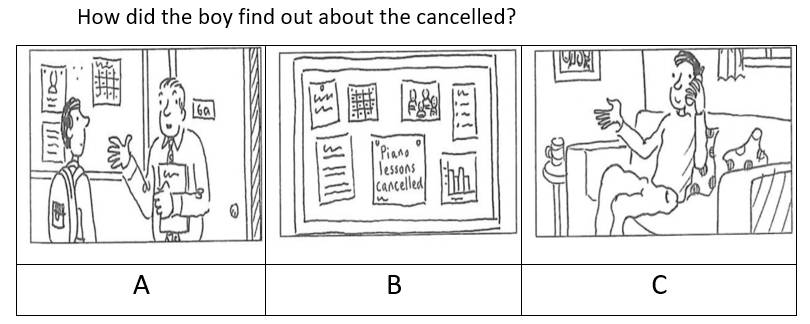 How did the boy find out about the cancelled?
6a
Piano
lessons
cancelled
A
B
C